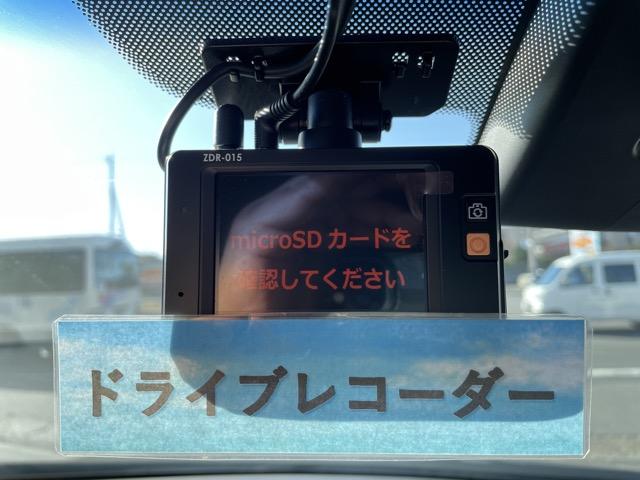 ZDR-015
microSD カードを
確認してください
ドライブレコーダー